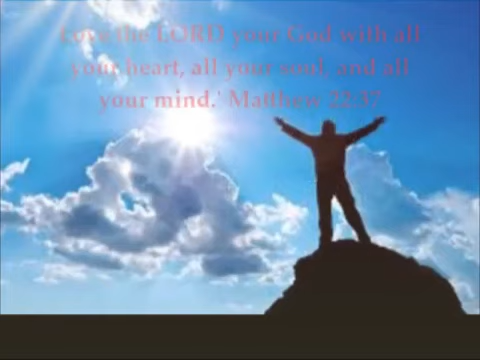 Love the LORD your God with all
your heart, all your soul, and all
your mind.' Matthew 22:37